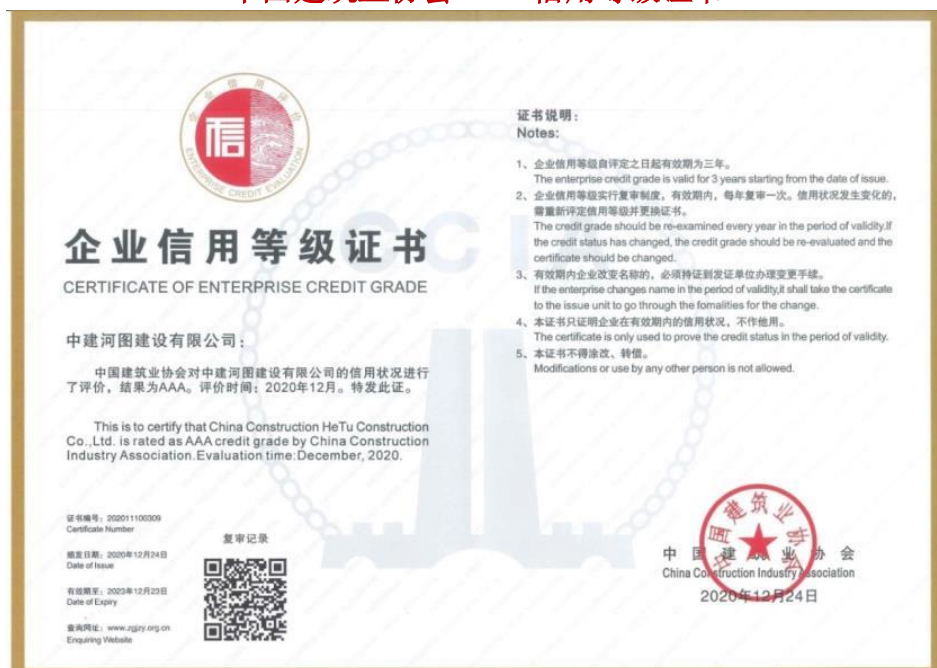 企业信用评价
ENTERPRISE CREDIT EVALUATION
信
企业信用等级证书
CERTIFICATE OF ENTERPRISE CREDIT GRADE
中建河图建设有限公司：
中国建筑业协会对中建河图建设有限公司的信用状况进行
了评价，结果为AAA。评价时间：2020年12月。特发此证。
This is to certify that China Construction HeTu Construction
Co.,Ltd. is rated as AAA credit grade by China Construction
Industry Association.Evaluation time:December, 2020.
证书编号：202011100309
Certificate Number
颁发日期：2020年12月24日
Date of Issue
有效期至：2023年12月23日
Date of Expiry
查询网址：www.zgjzy.org.cn
Enquiring Website
复审记录
证书说明：
Notes:
1、企业信用等级自评定之日起有效期为三年。
The enterprise credit grade is valid for 3 years starting from the date of issue.
2、企业信用等级实行复审制度，有效期内，每年复审一次。信用状况发生变化的，
需重新评定信用等级并更换证书。
The credit grade should be re-examined every year in the period of validity.If
the credit status has changed, the credit grade should be re-evaluated and the
certificate should be changed.
3、有效期内企业改变名称的，必须持证到发证单位办理变更手续。
If the enterprise changes name in the period of validity,it shall take the certificate
to the issue unit to go through the fomalities for the change.
4、本证书只证明企业在有效期内的信用状况，不作他用。
The certificate is only used to prove the credit status in the period of validity.
5、本证书不得涂改、转借。
Modifications or use by any other person is not allowed.
中国建筑业协会
中国建筑业协会
China Construction Industry Association
2020年12月24日